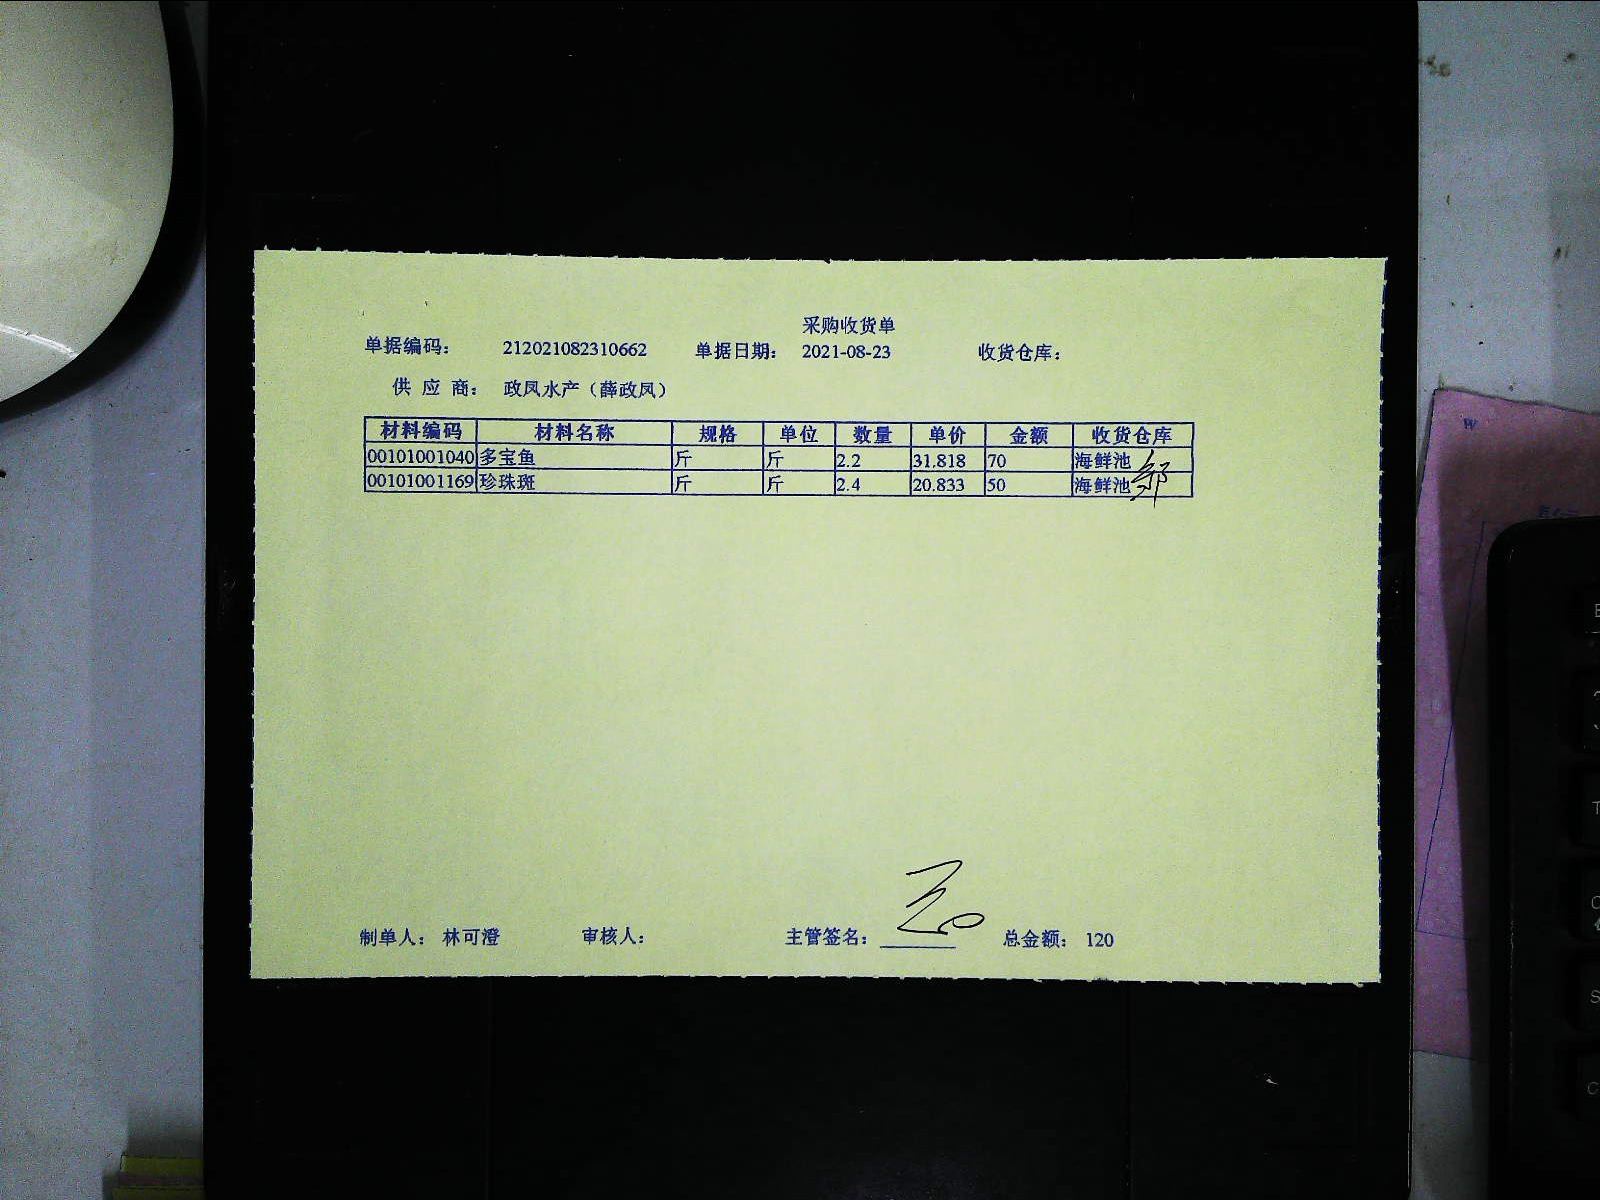 采购收货单
单据编码： 212021082310662 单据日期： 2021-08-23 收货仓库：
供 应 商： 政凤水产（薛政凤）
材料编码 材料名称 规格 单位 数量 单价 金额 收货仓库
00101001040 多宝鱼 斤 斤 2.2 31.818 70 海鲜池
00101001169 珍珠斑 斤 斤 2.4 20.833 50 海鲜池
制单人： 林可澄 审核人： 主管签名： 总金额： 120